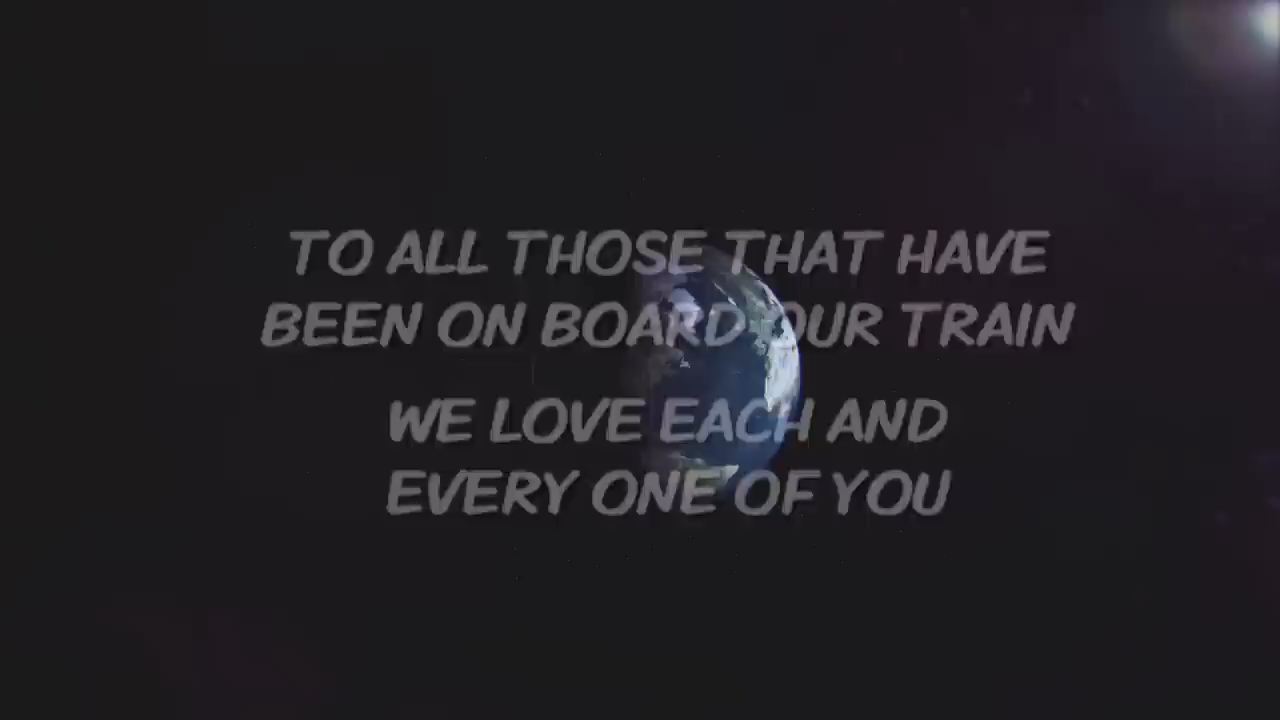 TO ALL THOSE THAT HAVE
BEEN ON BOARD OUR TRAIN
WE LOVE EACH AND
EVERY ONE OF YOU